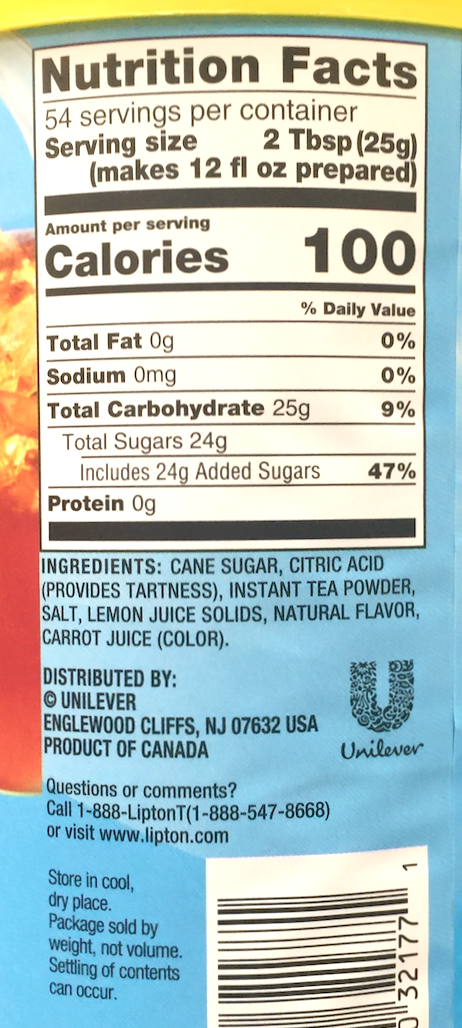 Nutrition Facts
54 servings per container
Serving size 2 Tbsp (25g)
(makes 12 fl oz prepared)
Amount per serving
Calories 100
% Daily Value
Total Fat 0g 0%
Sodium 0mg 0%
Total Carbohydrate 25g 9%
Total Sugars 24g
Includes 24g Added Sugars 47%
Protein 0g
INGREDIENTS: CANE SUGAR, CITRIC ACID
(PROVIDES TARTNESS), INSTANT TEA POWDER,
SALT, LEMON JUICE SOLIDS, NATURAL FLAVOR,
CARROT JUICE (COLOR).
DISTRIBUTED BY:
© UNILEVER
ENGLEWOOD CLIFFS, NJ 07632 USA
PRODUCT OF CANADA
Unilever
Questions or comments?
Call 1-888-LiptonT(1-888-547-8668)
or visit www.lipton.com
Store in cool,
dry place.
Package sold by
weight, not volume.
Settling of contents
can occur.
0 32177 1